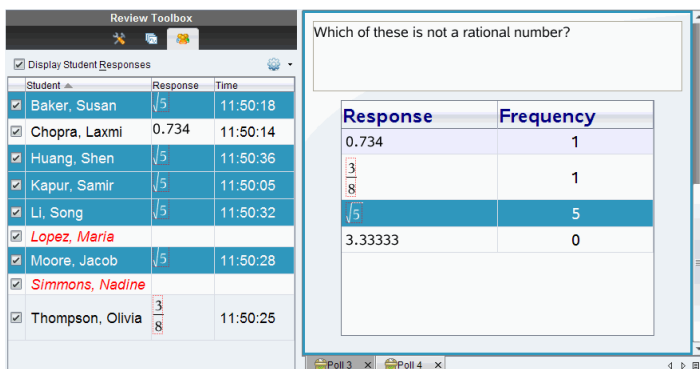 Review Toolbox
Display Student Responses
Student Response Time
Baker, Susan √5 11:50:18
Chopra, Laxmi 0.734 11:50:14
Huang, Shen √5 11:50:36
Kapur, Samir √5 11:50:05
Li, Song √5 11:50:32
Lopez, Maria
Moore, Jacob √5 11:50:28
Simmons, Nadine
Thompson, Olivia 3/8 11:50:25
Which of these is not a rational number?
Response Frequency
0.734 1
3/8 1
√5 5
3.33333 0
Poll 3 Poll 4